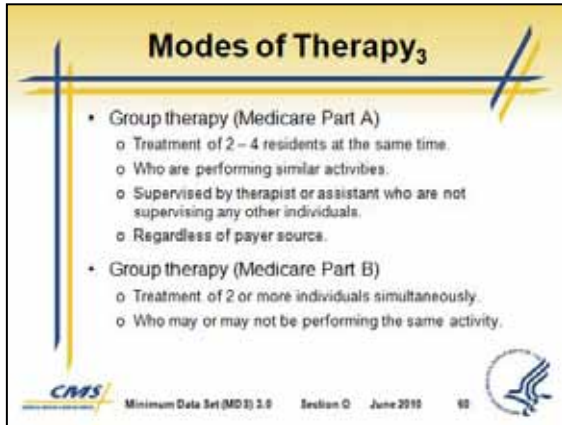 Modes of Therapy3
• Group therapy (Medicare Part A)
o Treatment of 2 – 4 residents at the same time.
o Who are performing similar activities.
o Supervised by therapist or assistant who are not
supervising any other individuals.
o Regardless of payer source.
• Group therapy (Medicare Part B)
o Treatment of 2 or more individuals simultaneously.
o Who may or may not be performing the same activity.
CMS
Minimum Data Set (MDS) 3.0 Section O June 2010 60